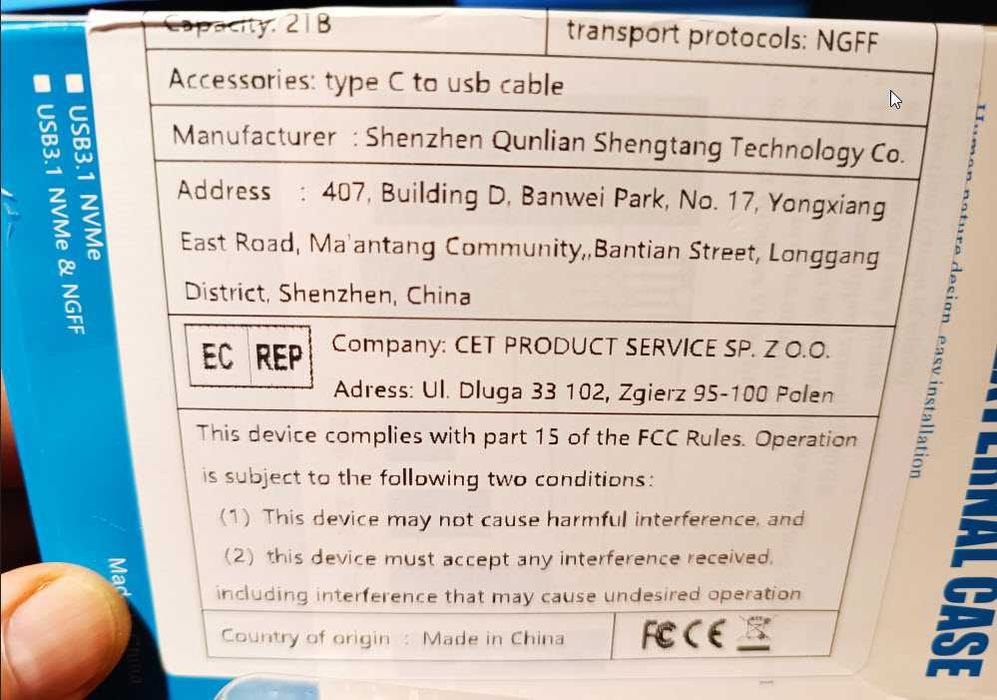 Capacity: 2TB
transport protocols: NGFF
Accessories: type C to usb cable
Manufacturer : Shenzhen Qunlian Shengtang Technology Co.
Address : 407, Building D, Banwei Park, No. 17, Yongxiang
East Road, Ma'antang Community,,Bantian Street, Longgang
District, Shenzhen, China
EC REP
Company: CET PRODUCT SERVICE SP. Z O.O.
Adress: Ul. Dluga 33 102, Zgierz 95-100 Polen
This device complies with part 15 of the FCC Rules. Operation
is subject to the following two conditions:
(1) This device may not cause harmful interference, and
(2) this device must accept any interference received,
including interference that may cause undesired operation
Country of origin : Made in China
FC CE
USB3.1 NVMe
USB3.1 NVMe & NGFF
Human nature design, easy installation
CASE